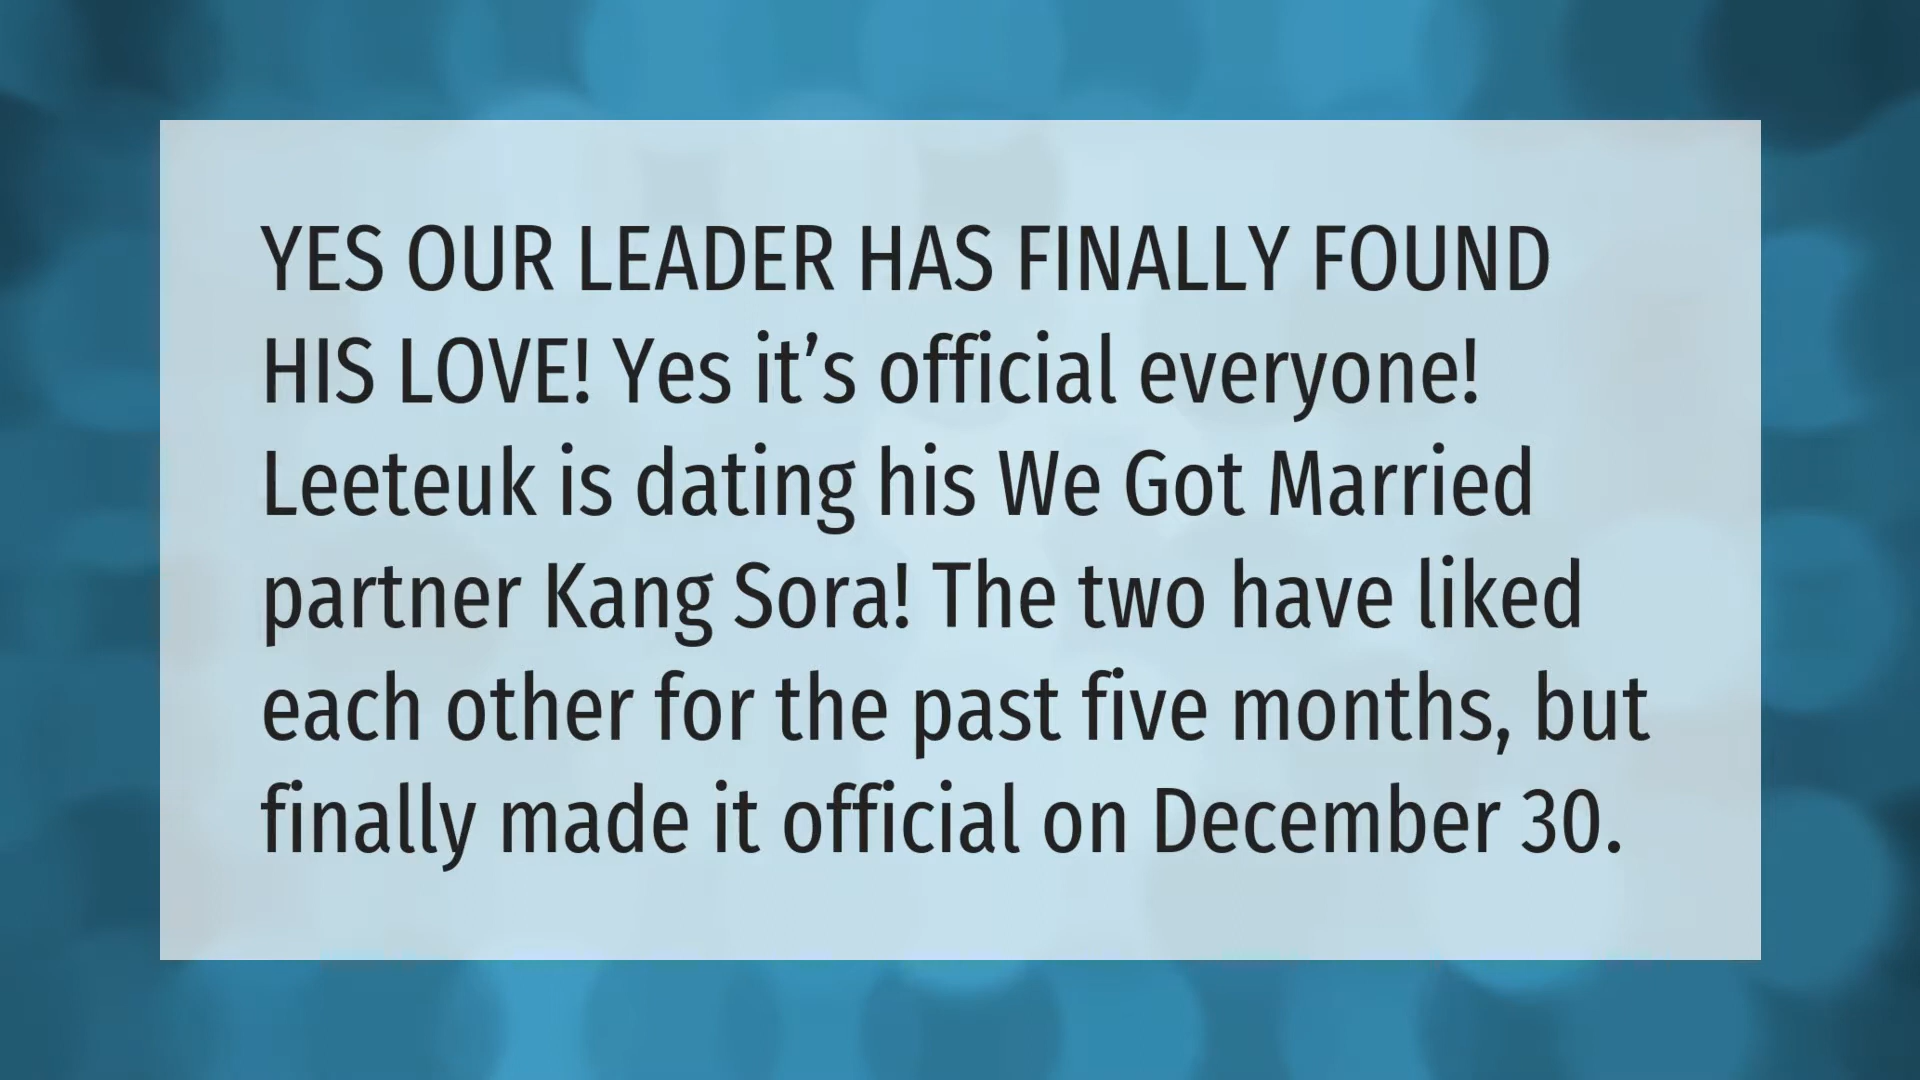 YES OUR LEADER HAS FINALLY FOUND
HIS LOVE! Yes it’s official everyone!
Leeteuk is dating his We Got Married
partner Kang Sora! The two have liked
each other for the past five months, but
finally made it official on December 30.